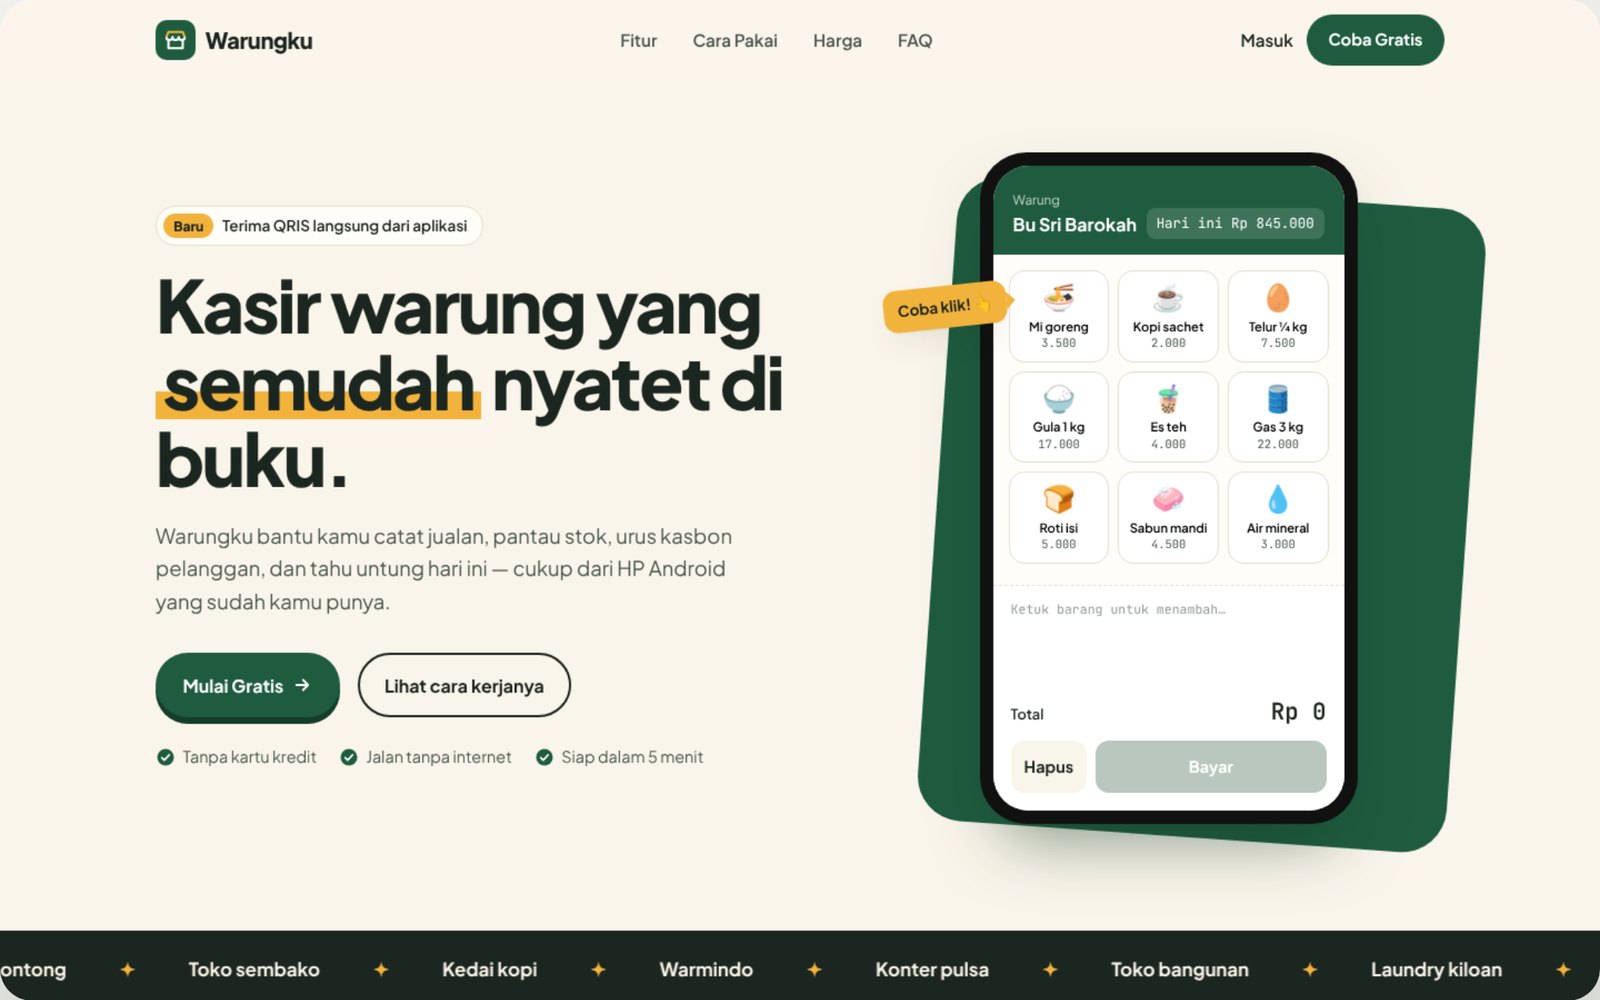 Warungku
Fitur
Cara Pakai
Harga
FAQ
Masuk
Coba Gratis
Baru
Terima QRIS langsung dari aplikasi
Kasir warung yang
semudah nyatet di
buku.
Warungku bantu kamu catat jualan, pantau stok, urus kasbon
pelanggan, dan tahu untung hari ini — cukup dari HP Android
yang sudah kamu punya.
Mulai Gratis →
Lihat cara kerjanya
Tanpa kartu kredit
Jalan tanpa internet
Siap dalam 5 menit
Warung
Bu Sri Barokah
Hari ini Rp 845.000
Coba klik! 👆
Mi goreng
3.500
Kopi sachet
2.000
Telur ¼ kg
7.500
Gula 1 kg
17.000
Es teh
4.000
Gas 3 kg
22.000
Roti isi
5.000
Sabun mandi
4.500
Air mineral
3.000
Ketuk barang untuk menambah…
Total
Rp 0
Hapus
Bayar
ontong ✦ Toko sembako ✦ Kedai kopi ✦ Warmindo ✦ Konter pulsa ✦ Toko bangunan ✦ Laundry kiloan ✦